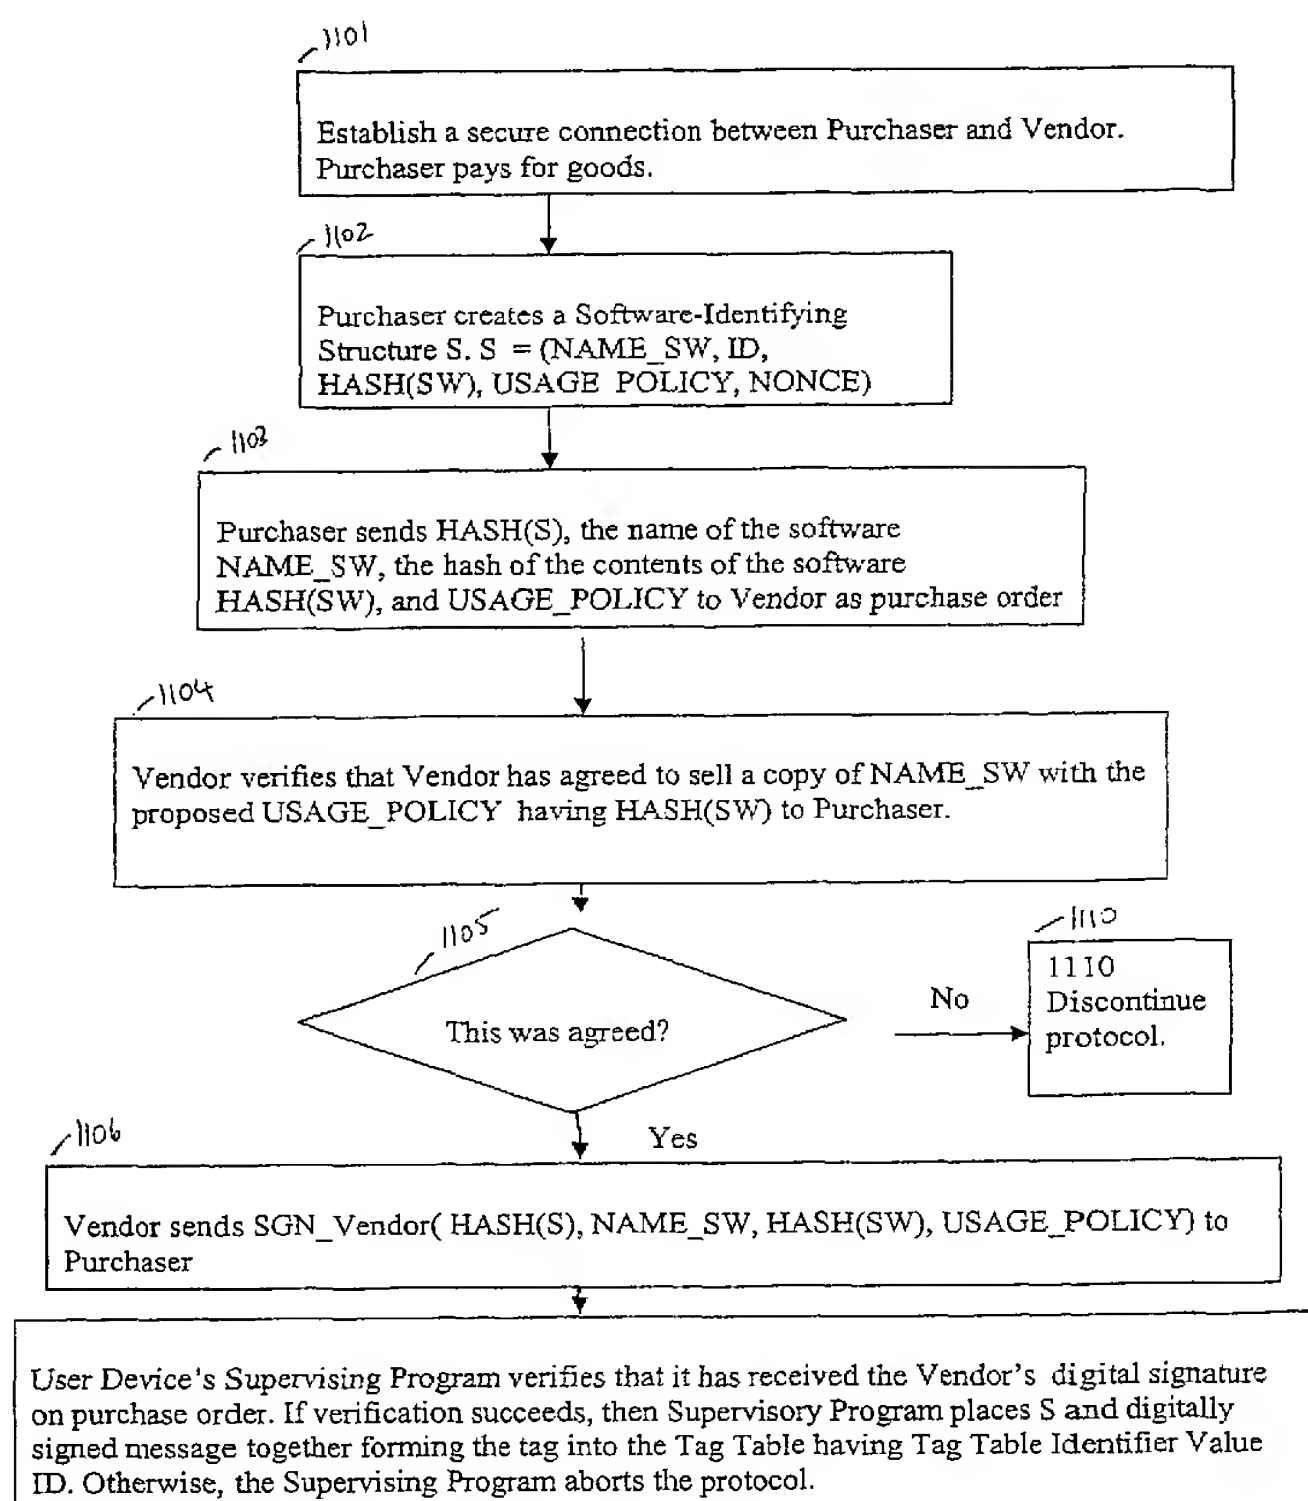 1101
Establish a secure connection between Purchaser and Vendor.
Purchaser pays for goods.
1102
Purchaser creates a Software-Identifying
Structure S. S = (NAME_SW, ID,
HASH(SW), USAGE POLICY, NONCE)
1103
Purchaser sends HASH(S), the name of the software
NAME_SW, the hash of the contents of the software
HASH(SW), and USAGE_POLICY to Vendor as purchase order
1104
Vendor verifies that Vendor has agreed to sell a copy of NAME_SW with the
proposed USAGE_POLICY having HASH(SW) to Purchaser.
1105
This was agreed?
No
1110
1110
Discontinue
protocol.
Yes
1106
Vendor sends SGN_Vendor( HASH(S), NAME_SW, HASH(SW), USAGE_POLICY) to
Purchaser
User Device's Supervising Program verifies that it has received the Vendor's digital signature
on purchase order. If verification succeeds, then Supervisory Program places S and digitally
signed message together forming the tag into the Tag Table having Tag Table Identifier Value
ID. Otherwise, the Supervising Program aborts the protocol.